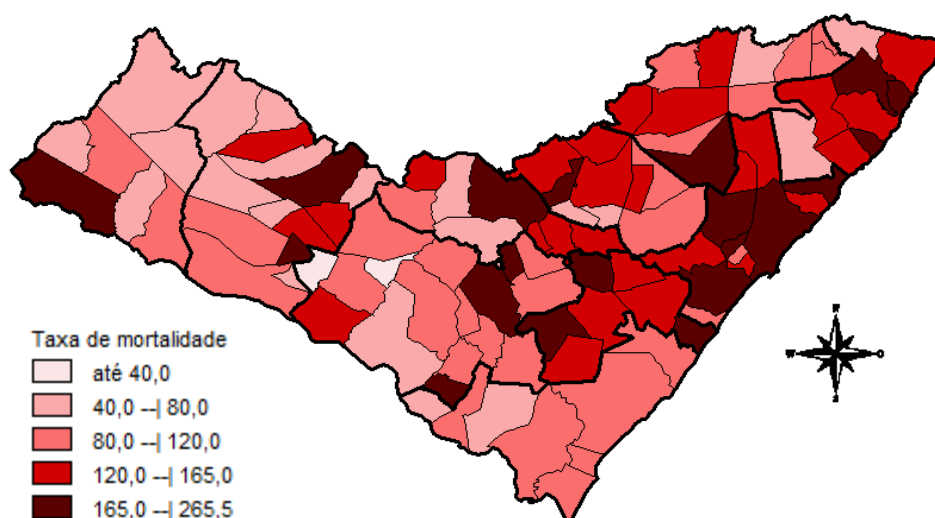 Taxa de mortalidade
até 40,0
40,0 --| 80,0
80,0 --| 120,0
120,0 --| 165,0
165,0 --| 265,5